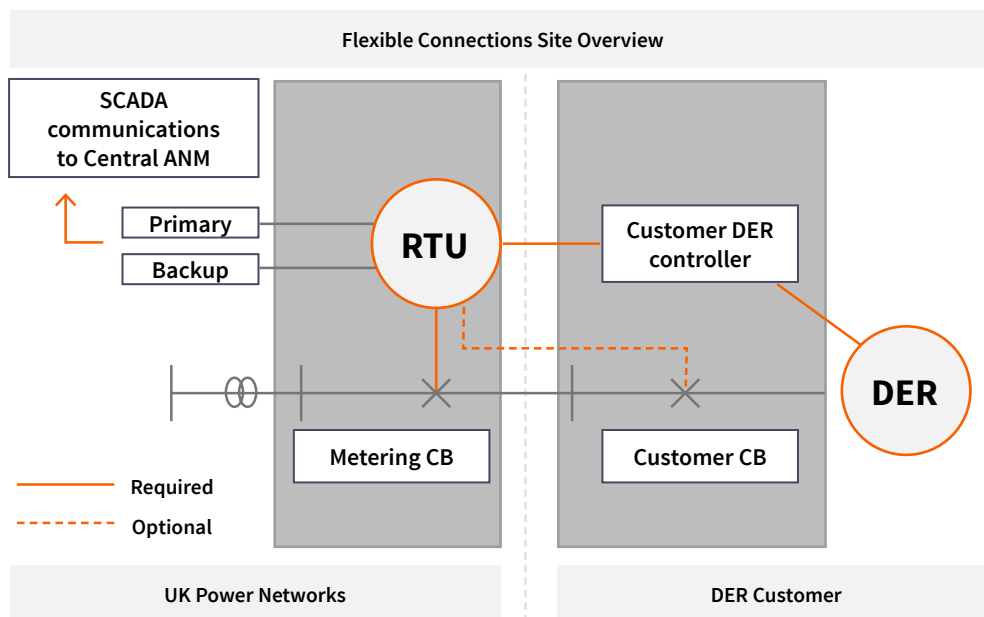 Flexible Connections Site Overview
SCADA
communications
to Central ANM
Primary
Backup
RTU
Customer DER
controller
DER
Metering CB
Customer CB
Required
Optional
UK Power Networks
DER Customer